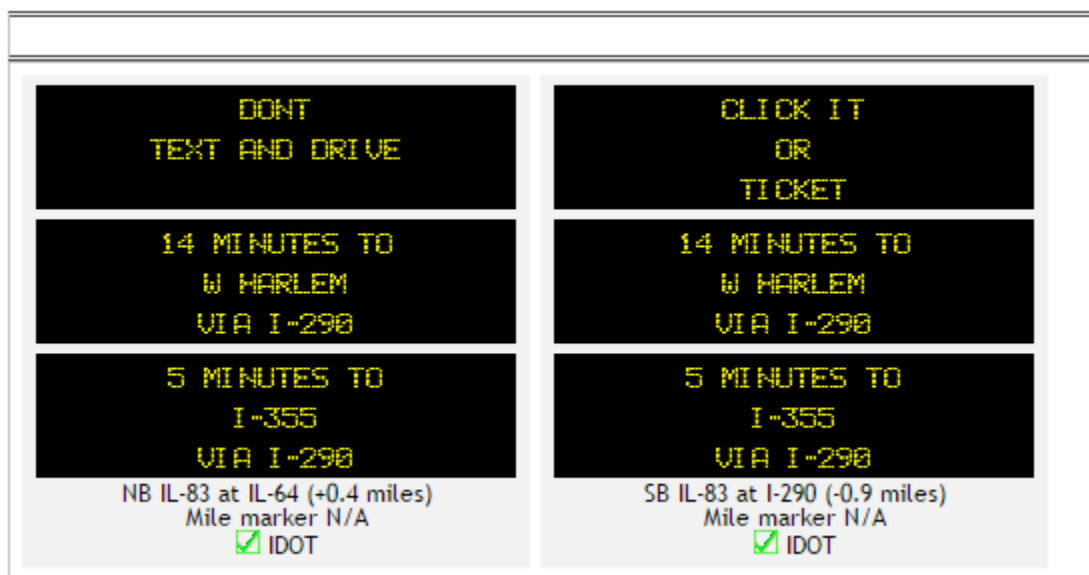 DONT
TEXT AND DRIVE
14 MINUTES TO
W HARLEM
VIA I-290
5 MINUTES TO
I-355
VIA I-290
NB IL-83 at IL-64 (+0.4 miles)
Mile marker N/A
IDOT
CLICK IT
OR
TICKET
14 MINUTES TO
W HARLEM
VIA I-290
5 MINUTES TO
I-355
VIA I-290
SB IL-83 at I-290 (-0.9 miles)
Mile marker N/A
IDOT